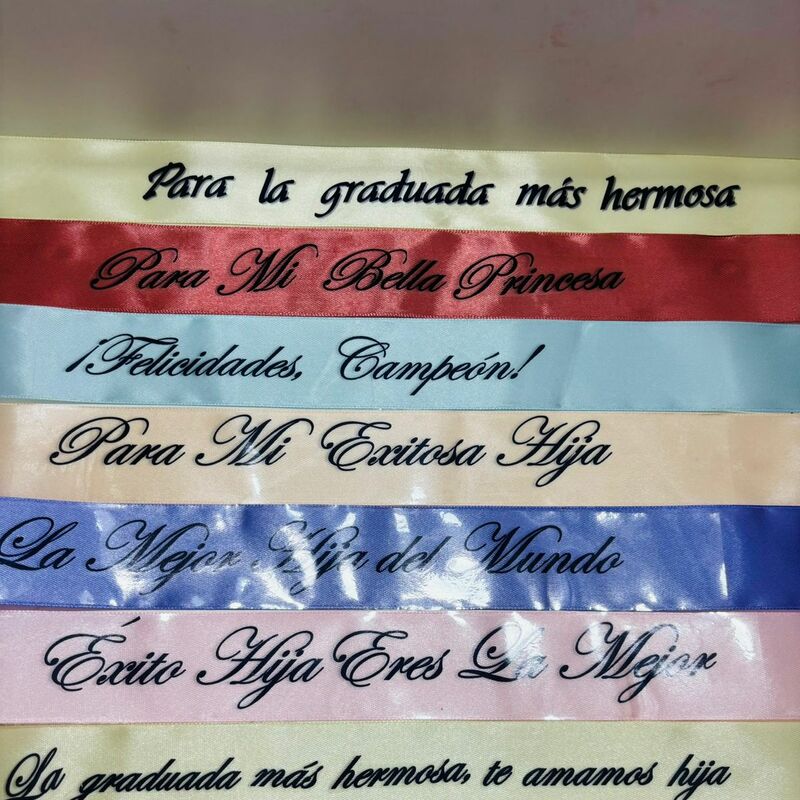 Para la graduada más hermosa
Para Mi Bella Princesa
¡Felicidades, Campeón!
Para Mi Exitosa Hija
La Mejor Hija del Mundo
Éxito Hija Eres La Mejor
La graduada más hermosa, te amamos hija